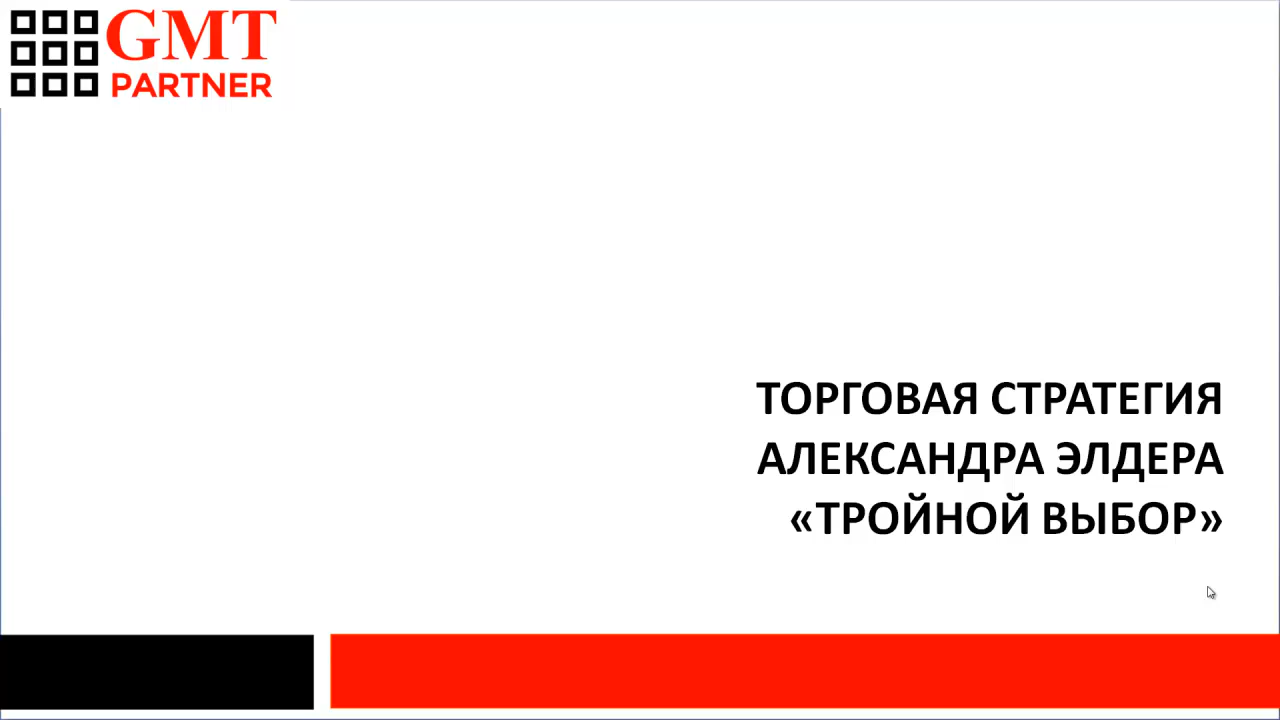 GMT
PARTNER
ТОРГОВАЯ СТРАТЕГИЯ
АЛЕКСАНДРА ЭЛДЕРА
«ТРОЙНОЙ ВЫБОР»